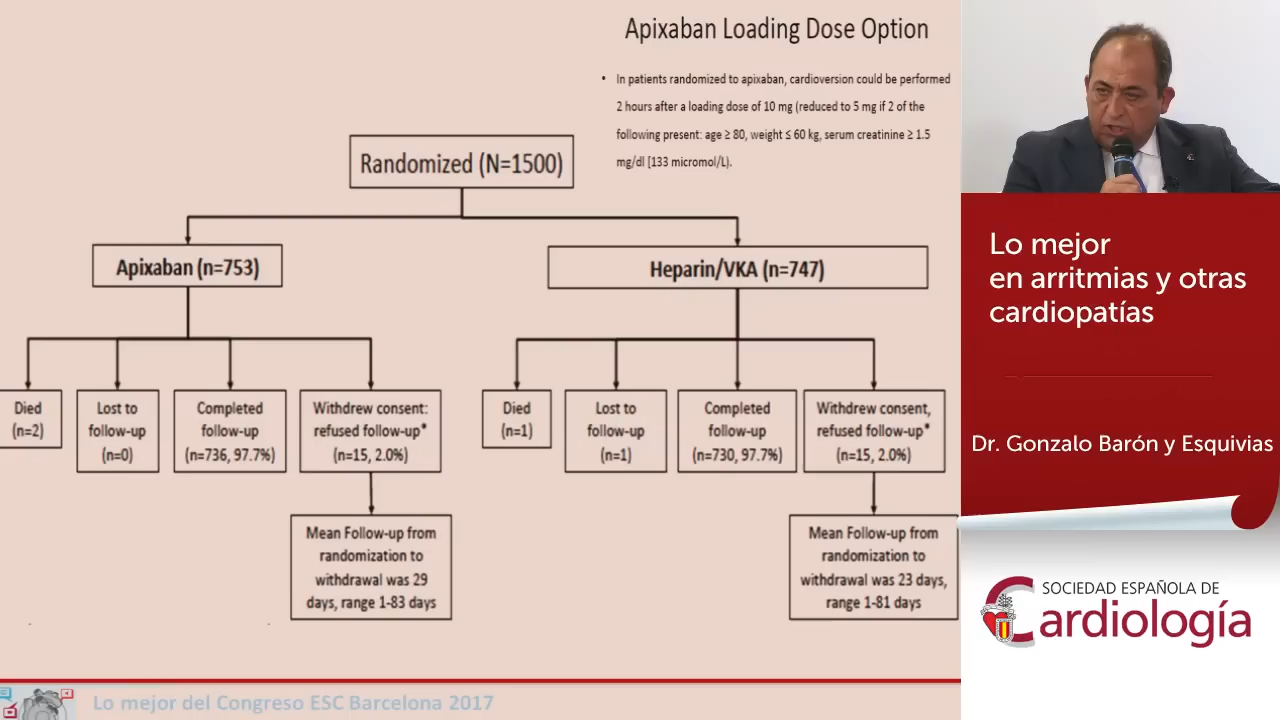 Apixaban Loading Dose Option
• In patients randomized to apixaban, cardioversion could be performed
2 hours after a loading dose of 10 mg (reduced to 5 mg if 2 of the
following present: age ≥ 80, weight ≤ 60 kg, serum creatinine ≥ 1.5
mg/dl [133 micromol/L).
Randomized (N=1500)
Apixaban (n=753)
Heparin/VKA (n=747)
Died
(n=2)
Lost to
follow-up
(n=0)
Completed
follow-up
(n=736, 97.7%)
Withdrew consent:
refused follow-up*
(n=15, 2.0%)
Died
(n=1)
Lost to
follow-up
(n=1)
Completed
follow-up
(n=730, 97.7%)
Withdrew consent,
refused follow-up*
(n=15, 2.0%)
Mean Follow-up from
randomization to
withdrawal was 29
days, range 1-83 days
Mean Follow-up from
randomization to
withdrawal was 23 days,
range 1-81 days
Lo mejor del Congreso ESC Barcelona 2017
Lo mejor
en arritmias y otras
cardiopatías
Dr. Gonzalo Barón y Esquivias
SOCIEDAD ESPAÑOLA DE
Cardiología